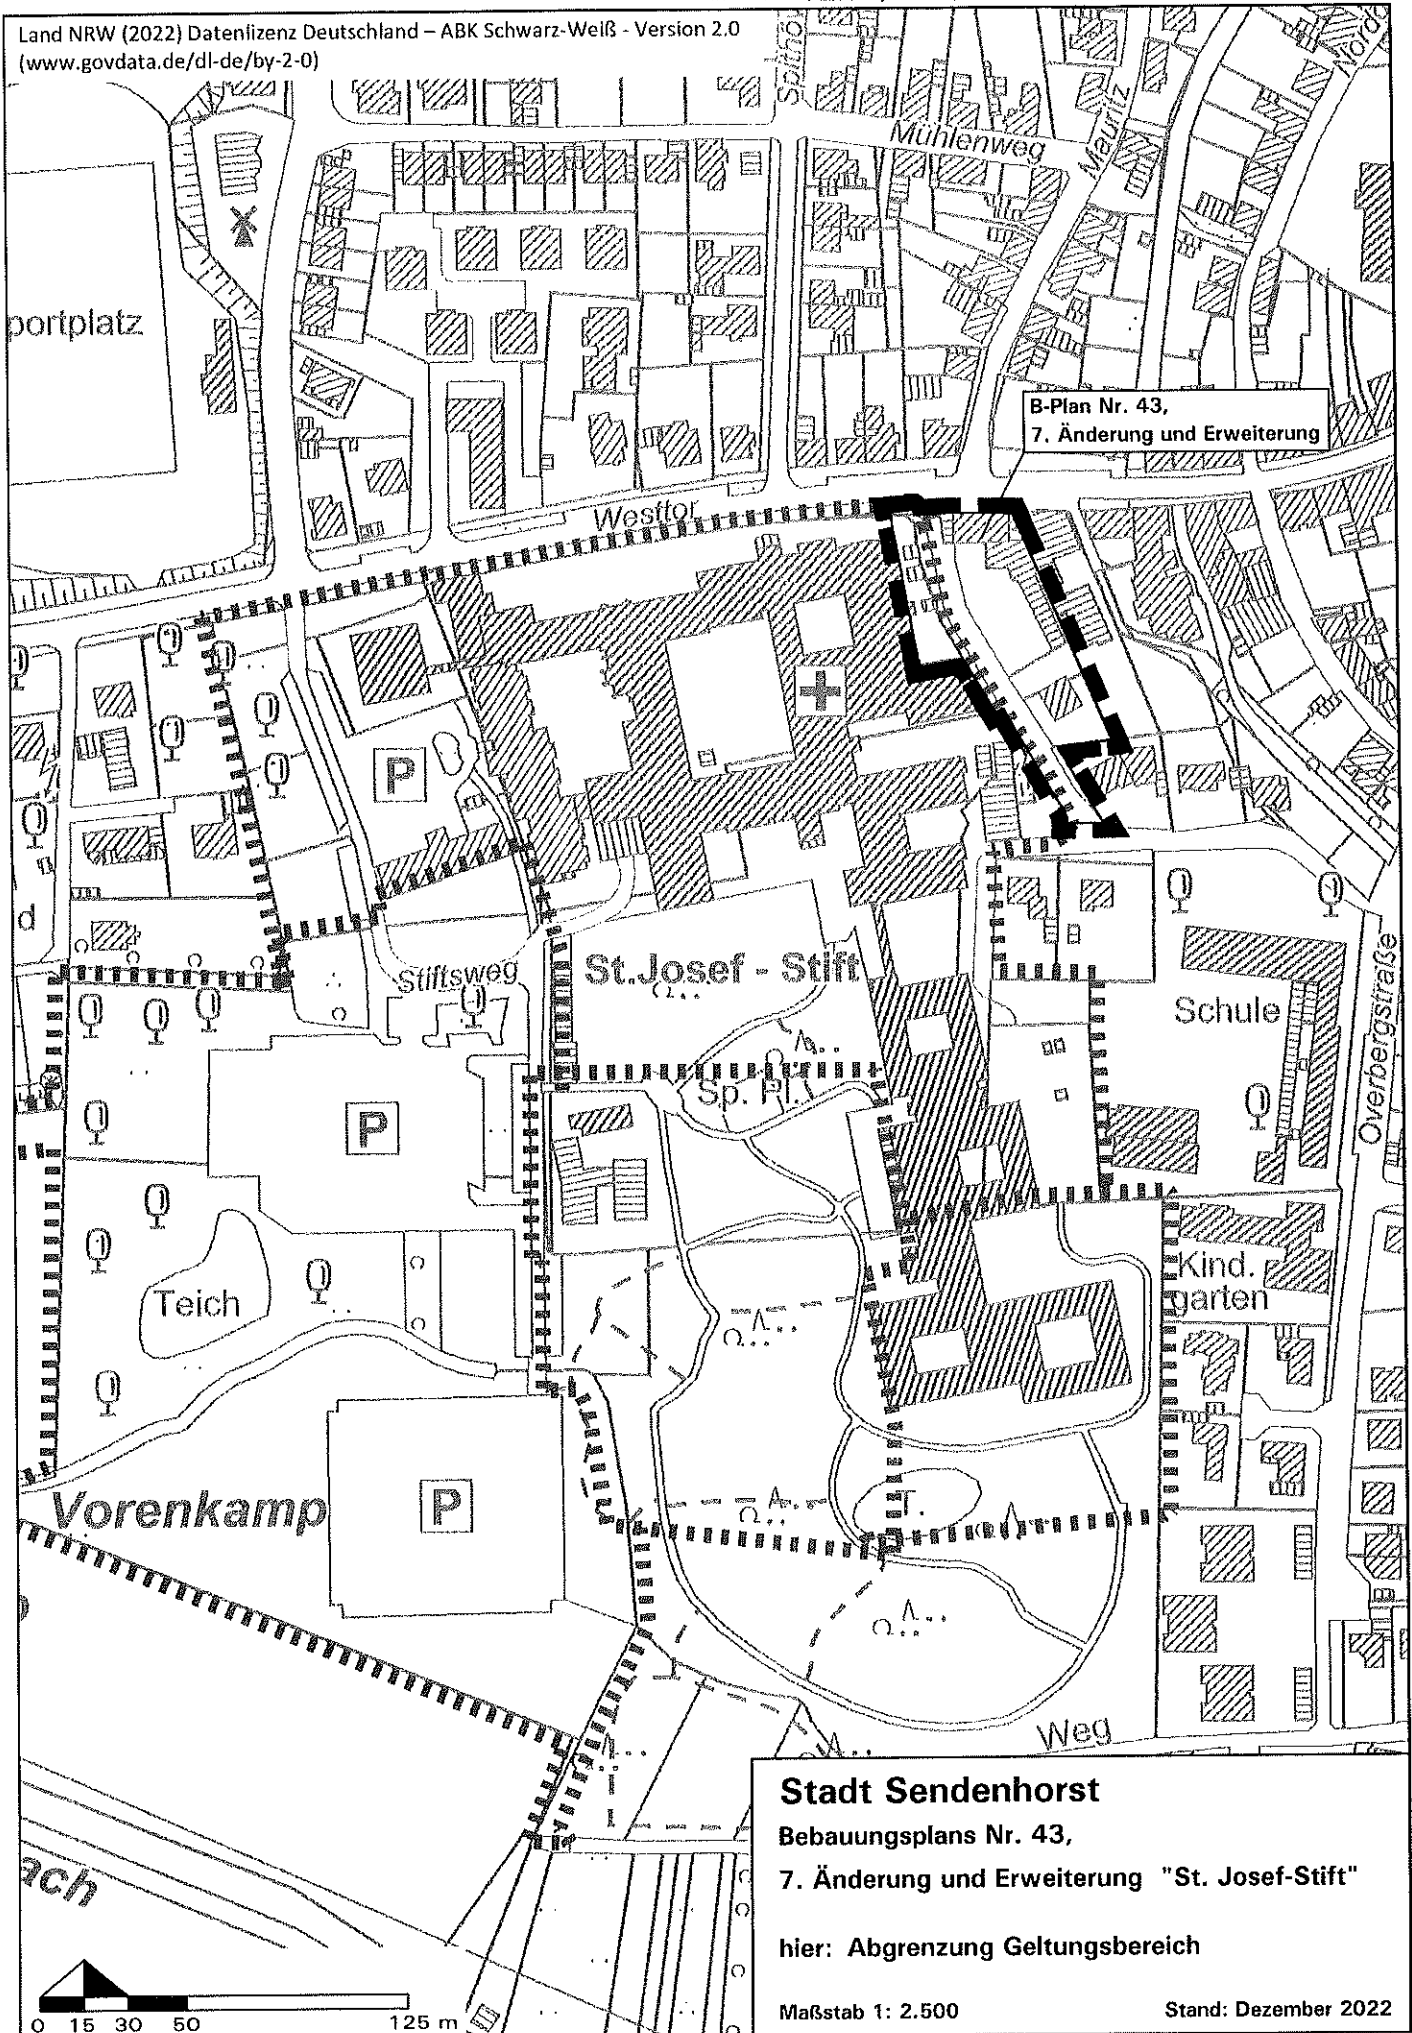 Land NRW (2022) Datenlizenz Deutschland – ABK Schwarz-Weiß - Version 2.0
(www.govdata.de/dl-de/by-2-0)
Mühlenweg
Mauritz
portplatz
B-Plan Nr. 43,
7. Änderung und Erweiterung
Westtor
P
d
Stiftsweg
St.Josef - Stift
Schule
Overbergstraße
Sp. Pl.
P
Kind.
garten
Teich
Vorenkamp
P
T.
Weg
ach
Stadt Sendenhorst
Bebauungsplans Nr. 43,
7. Änderung und Erweiterung "St. Josef-Stift"
hier: Abgrenzung Geltungsbereich
Maßstab 1: 2.500 Stand: Dezember 2022
0 15 30 50 125 m